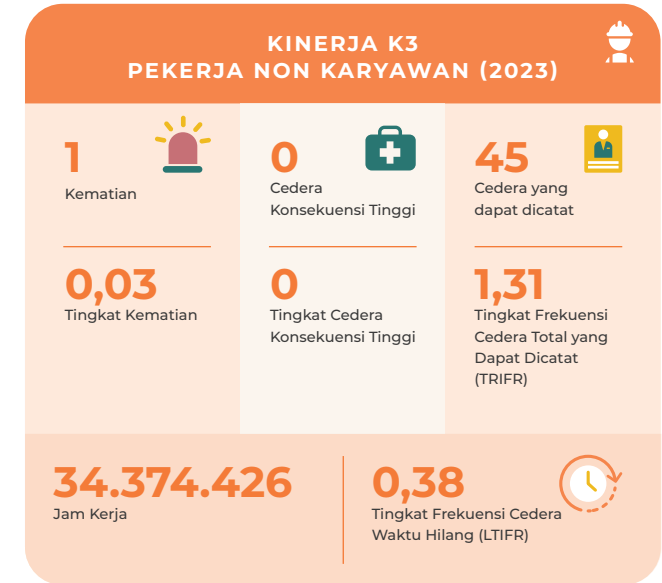 KINERJA K3
PEKERJA NON KARYAWAN (2023)
1
Kematian
0
Cedera
Konsekuensi Tinggi
45
Cedera yang
dapat dicatat
0,03
Tingkat Kematian
0
Tingkat Cedera
Konsekuensi Tinggi
1,31
Tingkat Frekuensi
Cedera Total yang
Dapat Dicatat
(TRIFR)
34.374.426
Jam Kerja
0,38
Tingkat Frekuensi Cedera
Waktu Hilang (LTIFR)